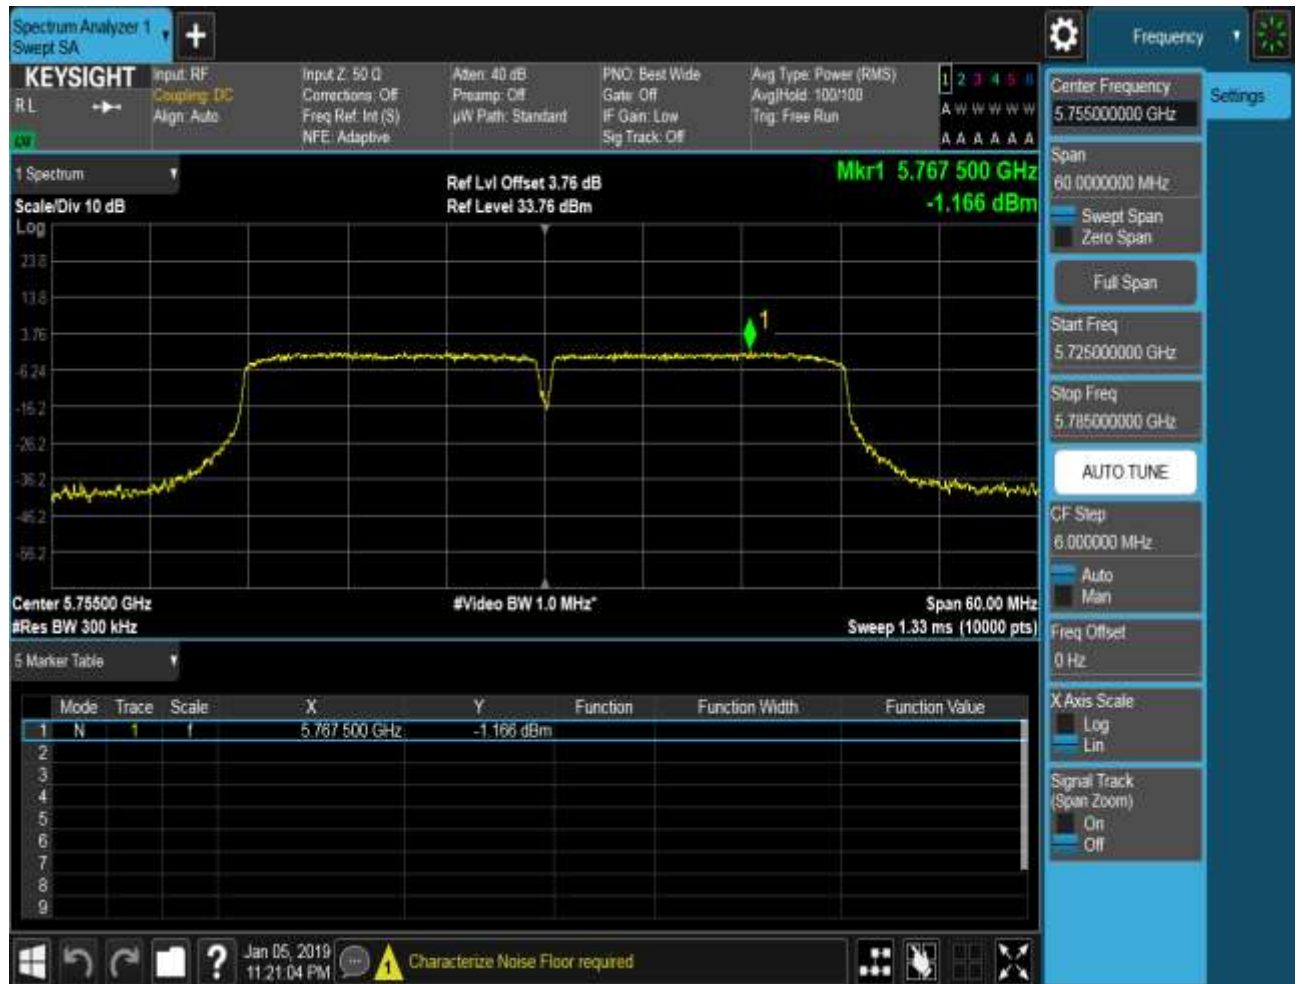 Spectrum Analyzer 1
Swept SA
+
Frequency
KEYSIGHT
RL
Input: RF
Coupling: DC
Align: Auto
Input Z: 50 Ω
Corrections: Off
Freq Ref: Int (S)
NFE: Adaptive
Atten: 40 dB
Preamp: Off
µW Path: Standard
PNO: Best Wide
Gate: Off
IF Gain: Low
Sig Track: Off
Avg Type: Power (RMS)
Avg|Hold: 100/100
Trig: Free Run
1 2 3 4 5 6
A W W W W W
A A A A A A
Center Frequency
5.755000000 GHz
Settings
Span
60.0000000 MHz
Swept Span
Zero Span
Full Span
Start Freq
5.725000000 GHz
Stop Freq
5.785000000 GHz
AUTO TUNE
CF Step
6.000000 MHz
Auto
Man
Freq Offset
0 Hz
X Axis Scale
Log
Lin
Signal Track
(Span Zoom)
On
Off
1 Spectrum
Scale/Div 10 dB
Log
Ref Lvl Offset 3.76 dB
Ref Level 33.76 dBm
Mkr1 5.767 500 GHz
-1.166 dBm
23.8
13.8
3.76
-6.24
-16.2
-26.2
-36.2
-46.2
-56.2
1
Center 5.75500 GHz
#Video BW 1.0 MHz*
Span 60.00 MHz
#Res BW 300 kHz
Sweep 1.33 ms (10000 pts)
5 Marker Table
Mode Trace Scale X Y Function Function Width Function Value
1 N 1 f 5.767 500 GHz -1.166 dBm
2
3
4
5
6
7
8
9
?
Jan 05, 2019
11:21:04 PM
1
Characterize Noise Floor required